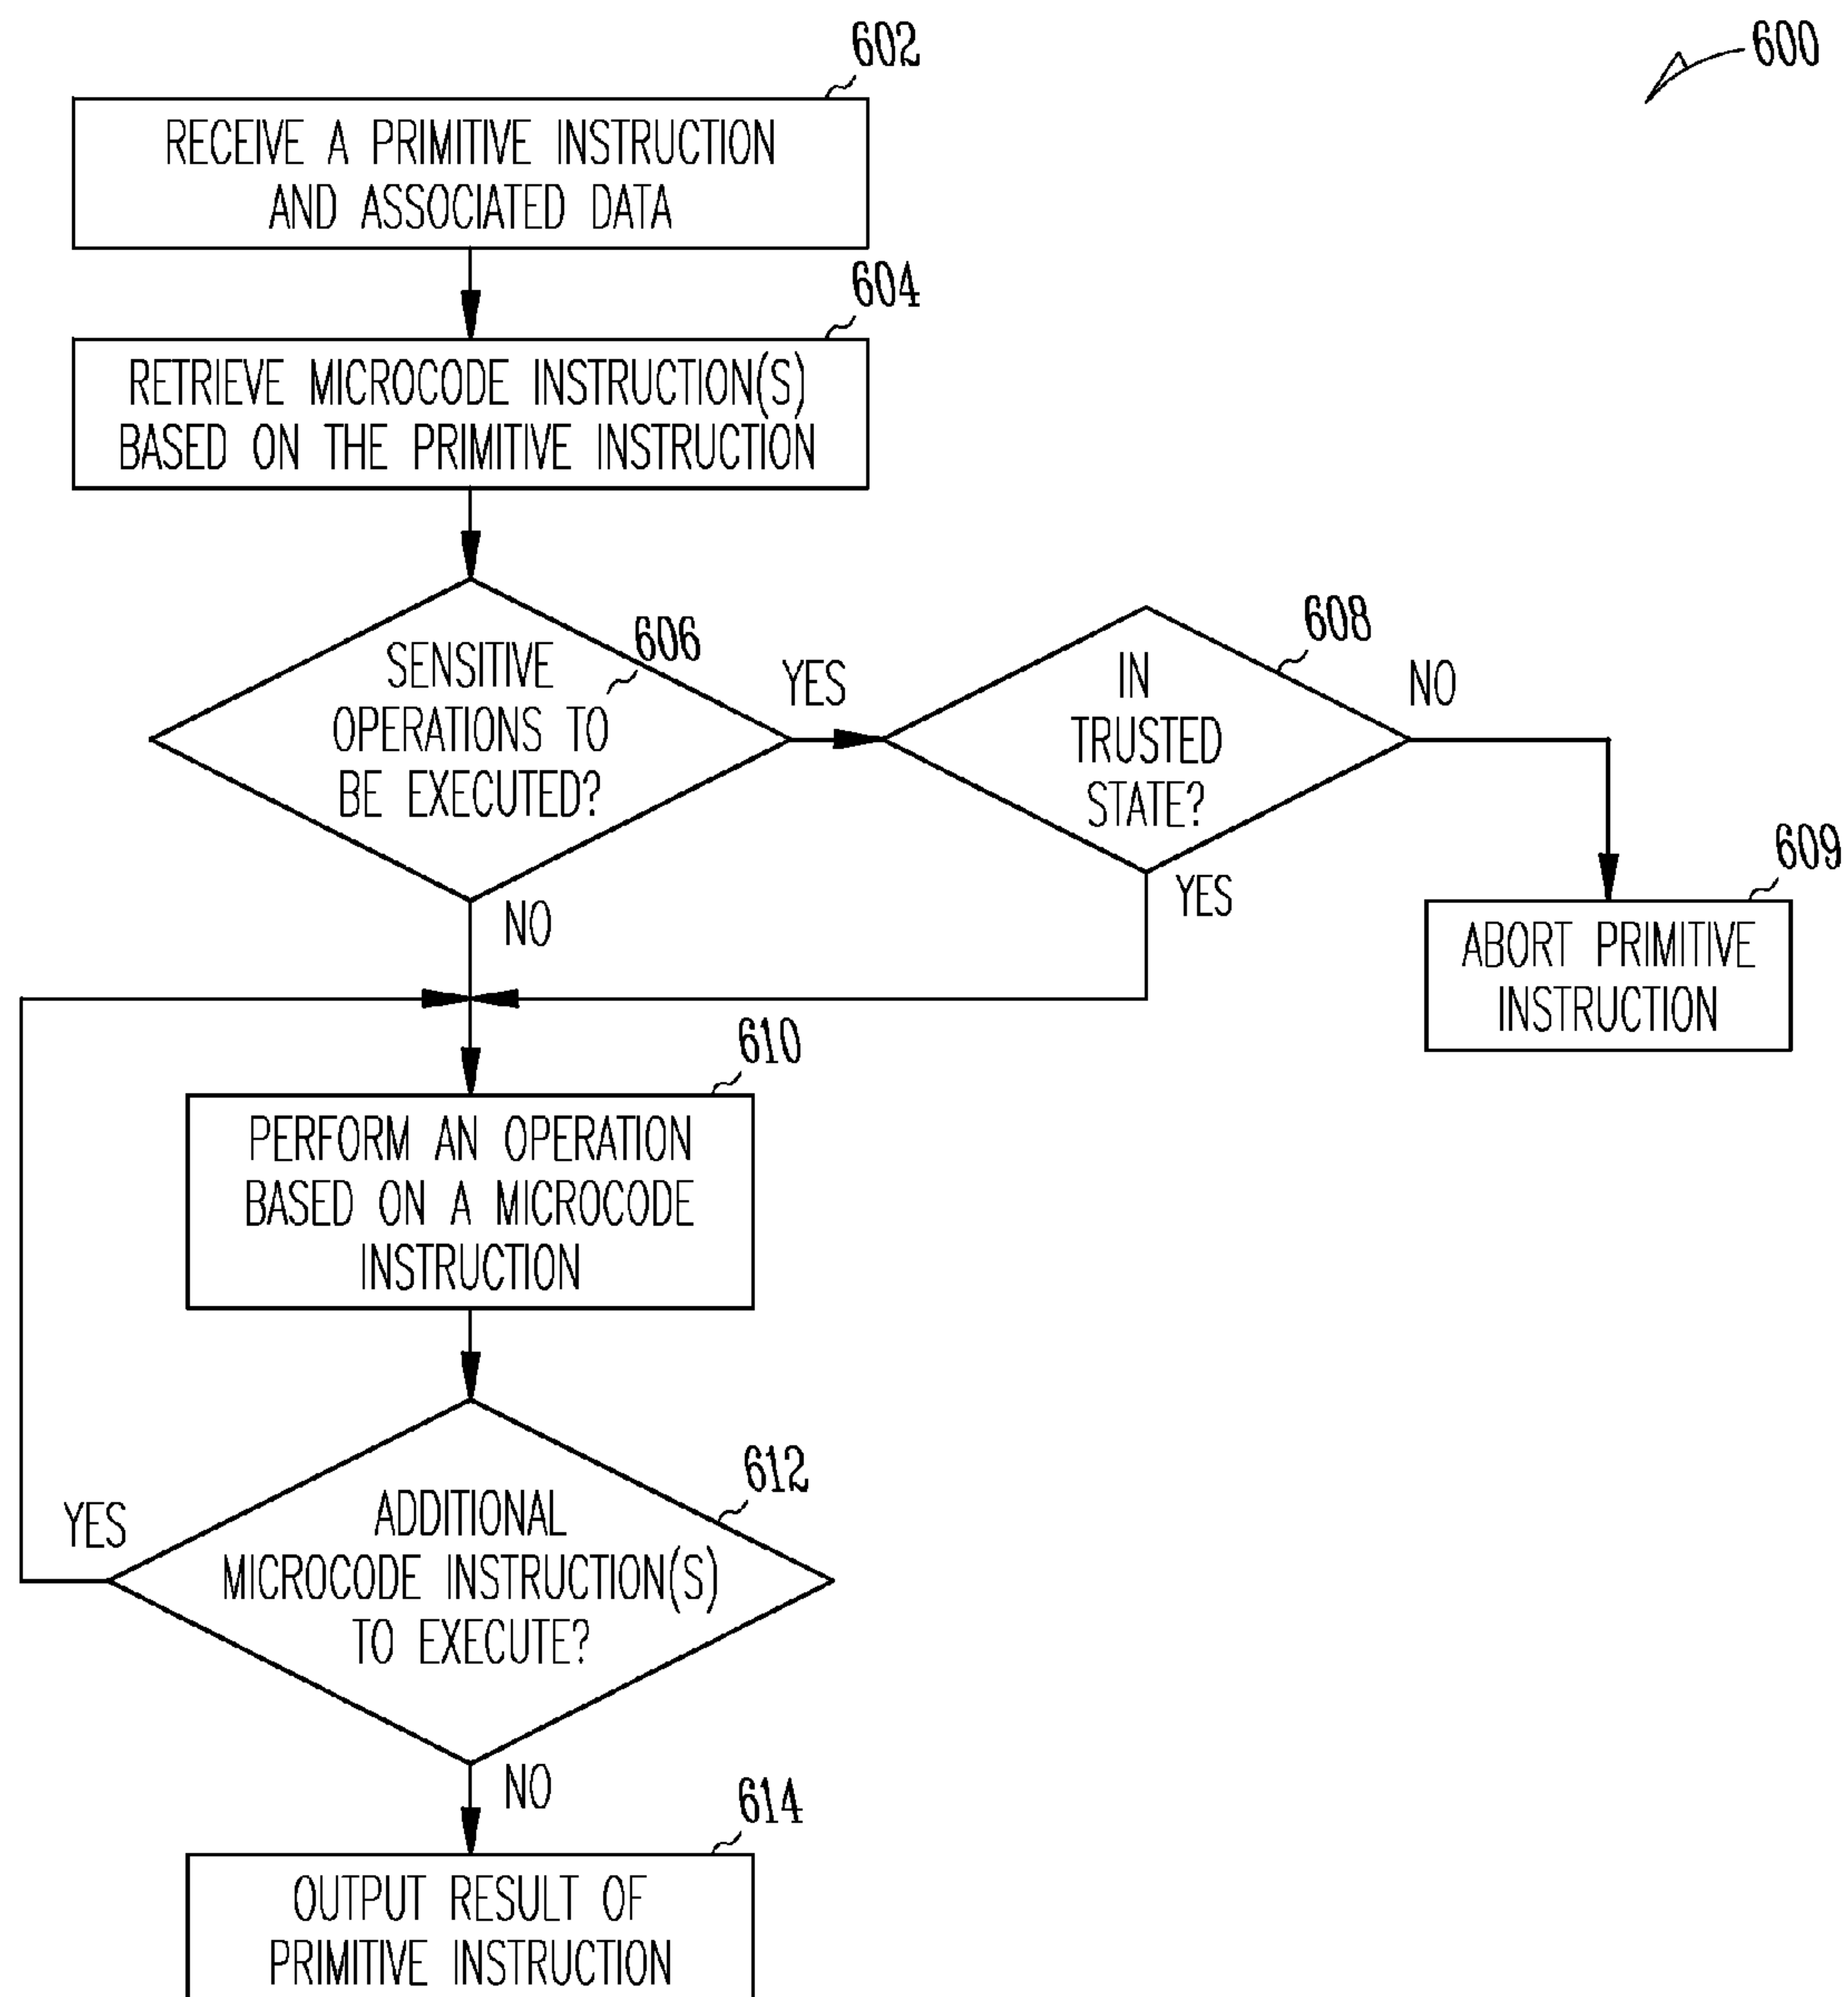 600
602
RECEIVE A PRIMITIVE INSTRUCTION
AND ASSOCIATED DATA
604
RETRIEVE MICROCODE INSTRUCTION(S)
BASED ON THE PRIMITIVE INSTRUCTION
606
SENSITIVE
OPERATIONS TO
BE EXECUTED?
YES
NO
608
IN
TRUSTED
STATE?
NO
YES
609
ABORT PRIMITIVE
INSTRUCTION
610
PERFORM AN OPERATION
BASED ON A MICROCODE
INSTRUCTION
612
ADDITIONAL
MICROCODE INSTRUCTION(S)
TO EXECUTE?
YES
NO
614
OUTPUT RESULT OF
PRIMITIVE INSTRUCTION